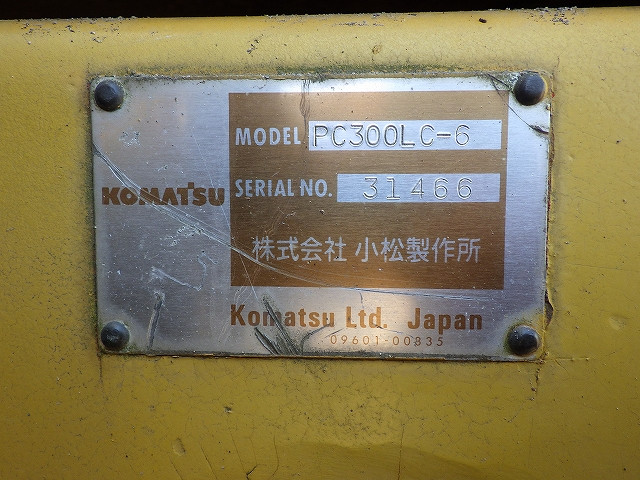 MODEL PC300LC-6
KOMATSU
SERIAL NO. 31466
株式会社 小松製作所
Komatsu Ltd. Japan
09601-00835